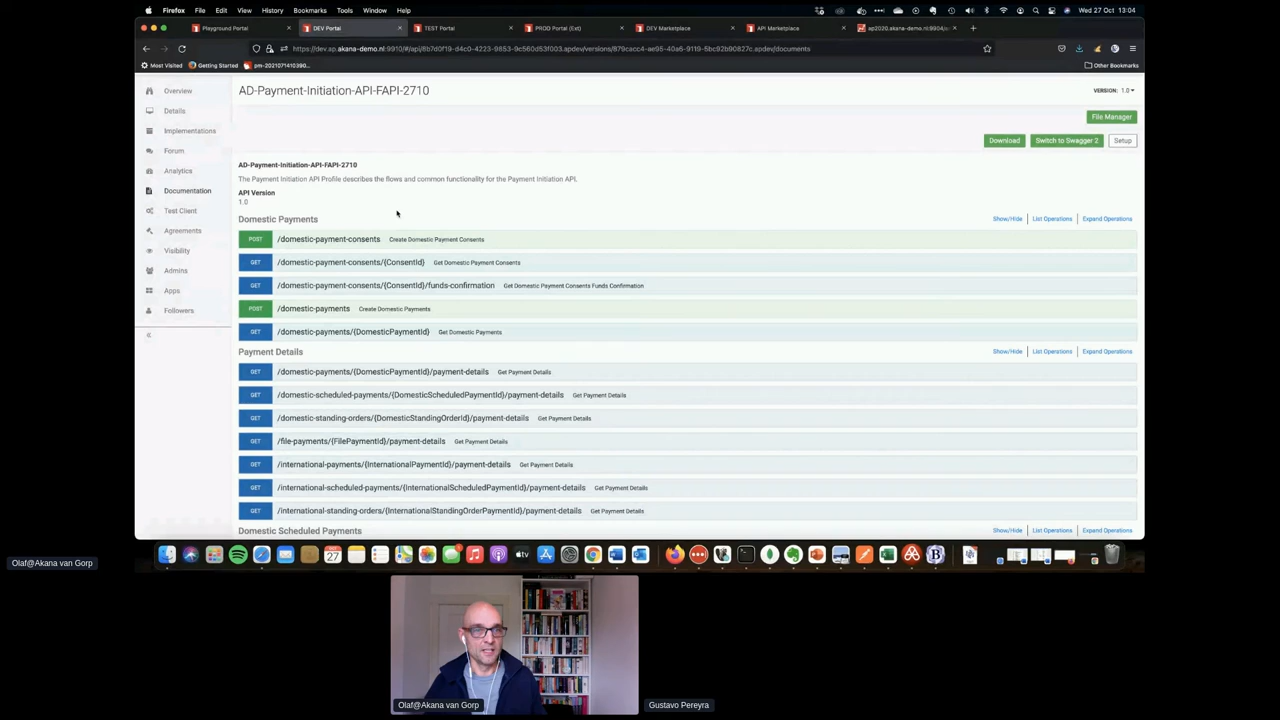 Firefox File Edit View History Bookmarks Tools Window Help Wed 27 Oct 13:04
Playground Portal DEV Portal TEST Portal PROD Portal (Ext) DEV Marketplace API Marketplace
Most Visited Getting Started Other Bookmarks
AD-Payment-Initiation-API-FAPI-2710
VERSION: 1.0
File Manager
Download Switch to Swagger 2 Setup
Overview
Details
Implementations
Forum
Analytics
Documentation
Test Client
Agreements
Visibility
Admins
Apps
Followers
«
AD-Payment-Initiation-API-FAPI-2710
The Payment Initiation API Profile describes the flows and common functionality for the Payment Initiation API.
API Version
1.0
Domestic Payments Show/Hide List Operations Expand Operations
POST /domestic-payment-consents Create Domestic Payment Consents
GET /domestic-payment-consents/{ConsentId} Get Domestic Payment Consents
GET /domestic-payment-consents/{ConsentId}/funds-confirmation Get Domestic Payment Consents Funds Confirmation
POST /domestic-payments Create Domestic Payments
GET /domestic-payments/{DomesticPaymentId} Get Domestic Payments
Payment Details Show/Hide List Operations Expand Operations
GET /domestic-payments/{DomesticPaymentId}/payment-details Get Payment Details
GET /domestic-scheduled-payments/{DomesticScheduledPaymentId}/payment-details Get Payment Details
GET /domestic-standing-orders/{DomesticStandingOrderId}/payment-details Get Payment Details
GET /file-payments/{FilePaymentId}/payment-details Get Payment Details
GET /international-payments/{InternationalPaymentId}/payment-details Get Payment Details
GET /international-scheduled-payments/{InternationalScheduledPaymentId}/payment-details Get Payment Details
GET /international-standing-orders/{InternationalStandingOrderPaymentId}/payment-details Get Payment Details
Domestic Scheduled Payments Show/Hide List Operations Expand Operations
Olaf@Akana van Gorp
Olaf@Akana van Gorp
Gustavo Pereyra